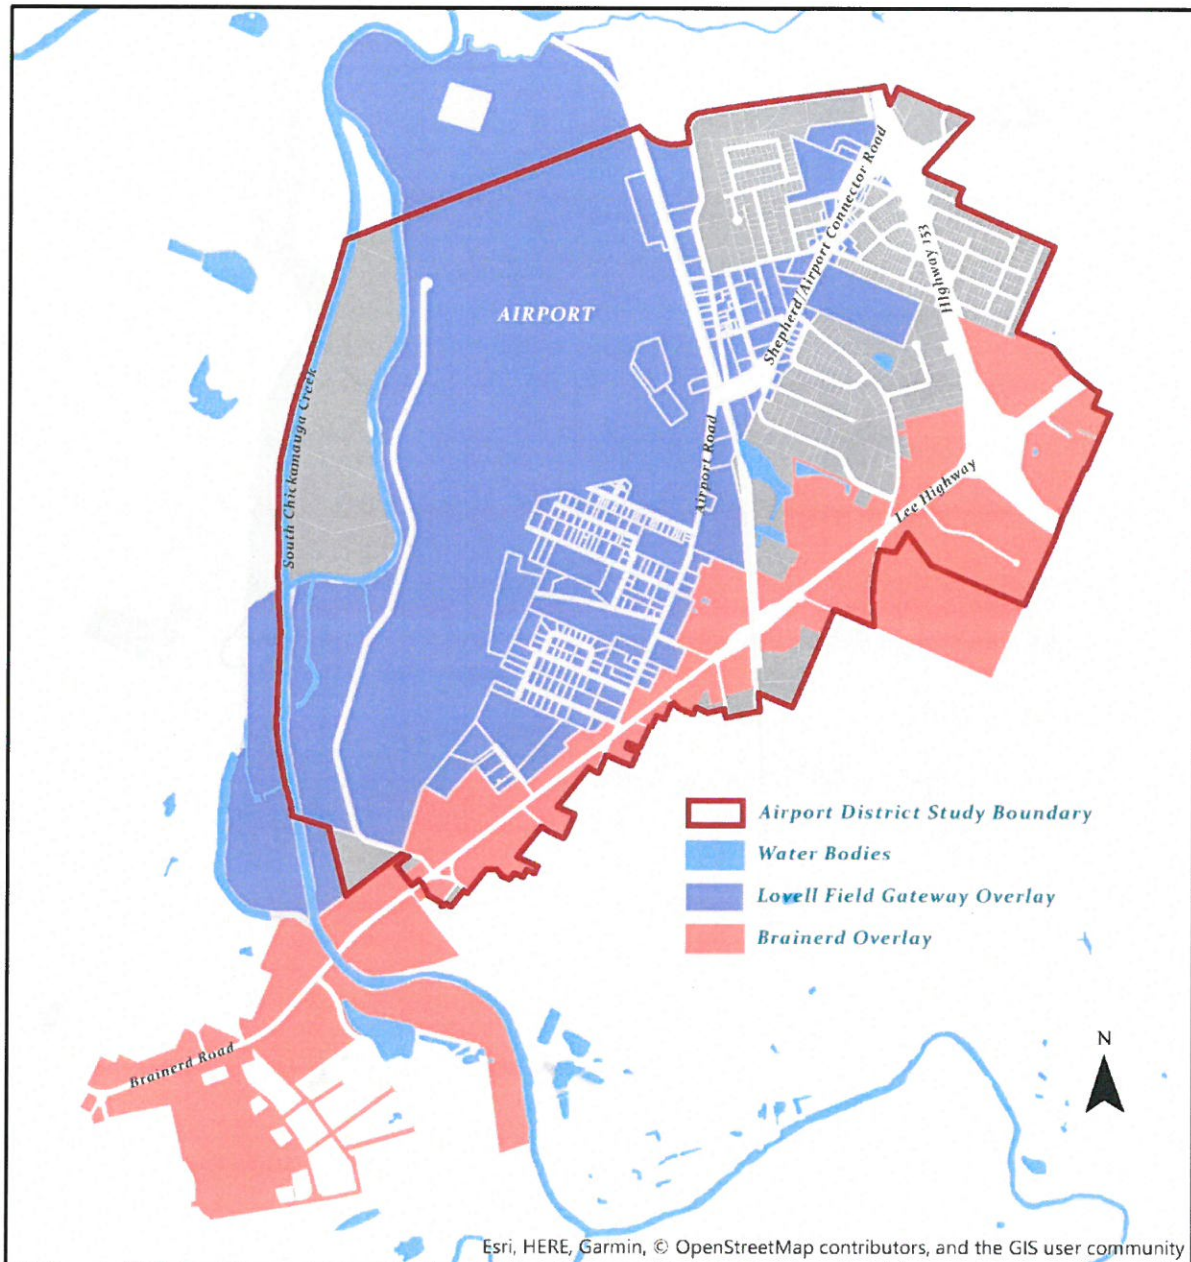 Shepherd/Airport Connector Road
Highway 153
AIRPORT
South Chickamauga Creek
Airport Road
Lee Highway
Airport District Study Boundary
Water Bodies
Lovell Field Gateway Overlay
Brainerd Overlay
Brainerd Road
N
Esri, HERE, Garmin, © OpenStreetMap contributors, and the GIS user community